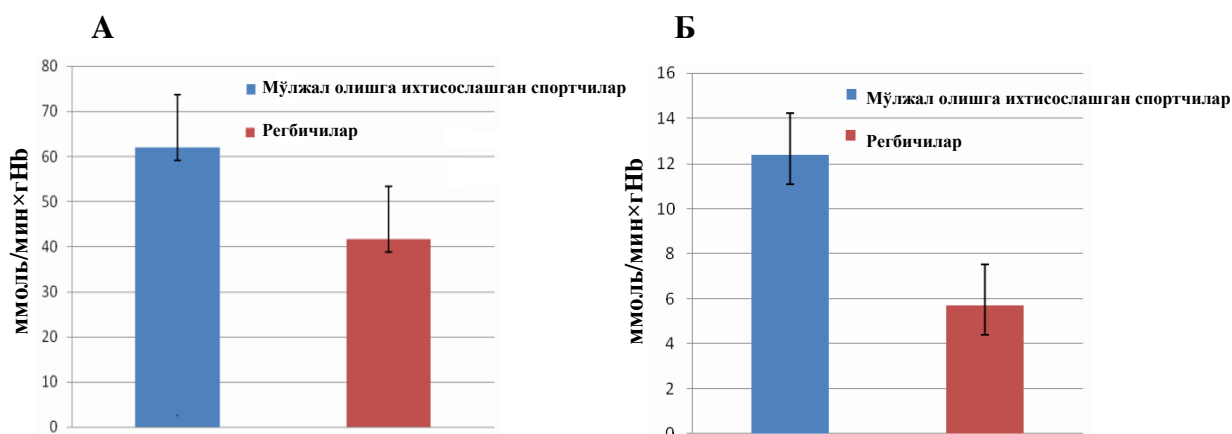 А
ммоль/мин×гHb
80
70
60
50
40
30
20
10
0
Мўлжал олишга ихтисослашган спортчилар
Регбичилар
Б
ммоль/мин×гHb
16
14
12
10
8
6
4
2
0
Мўлжал олишга ихтисослашган спортчилар
Регбичилар